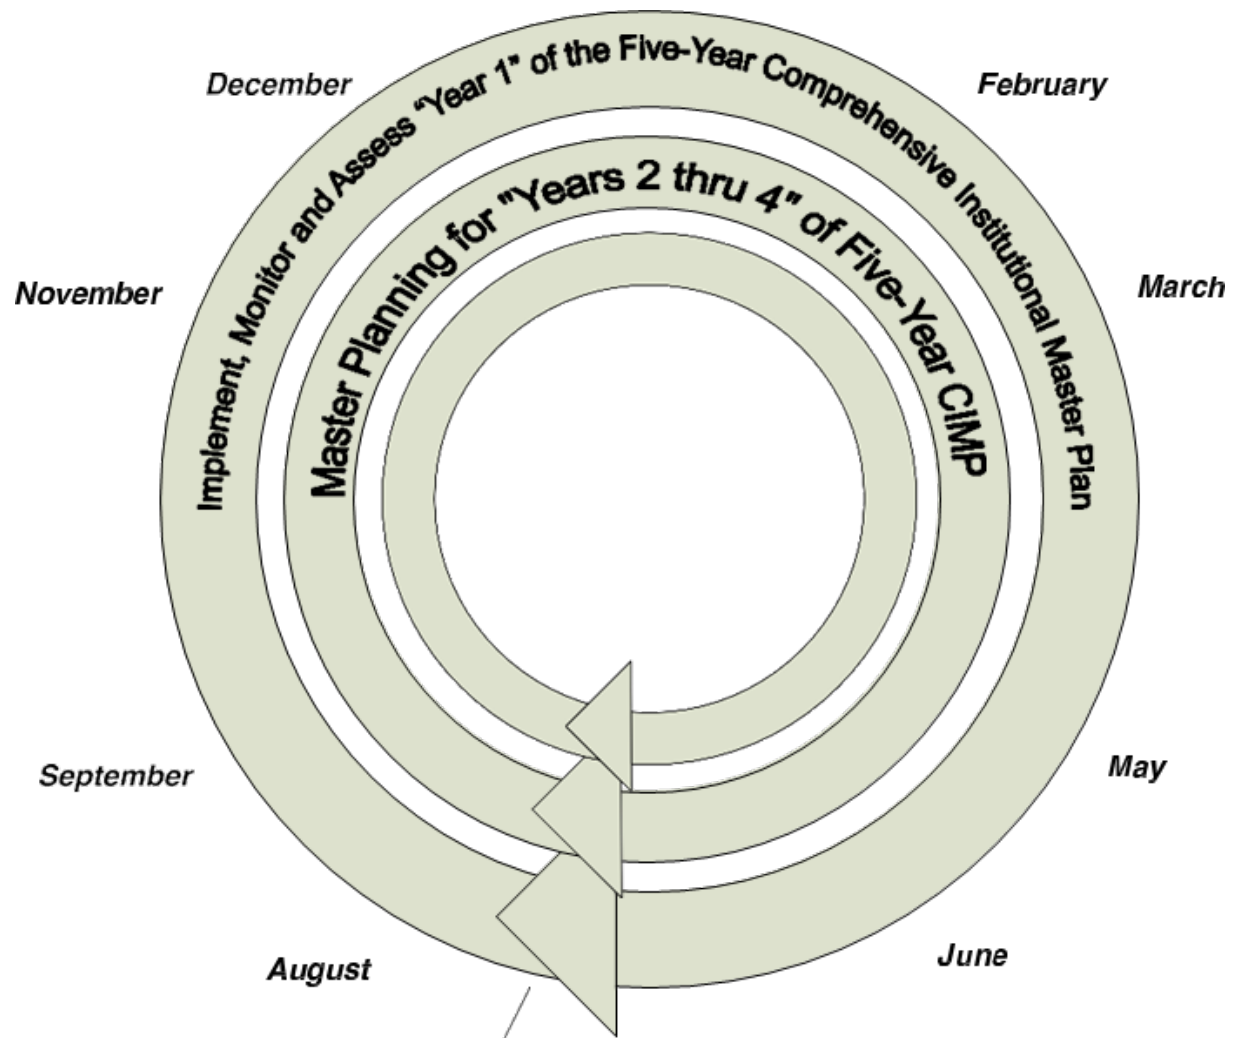 Implement, Monitor and Assess “Year 1” of the Five-Year Comprehensive Institutional Master Plan
Master Planning for "Years 2 thru 4" of Five-Year CIMP
December
February
November
March
September
May
August
June